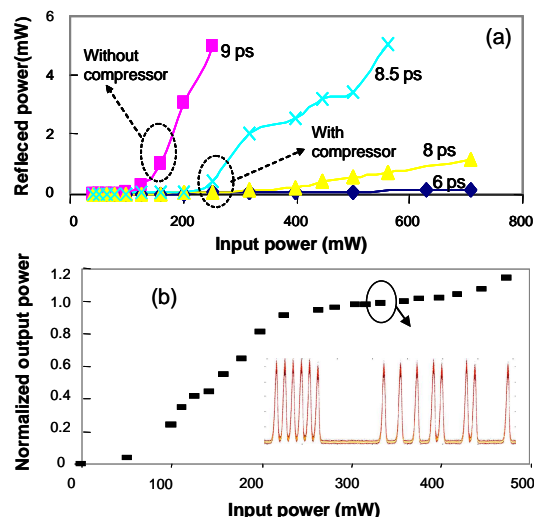 (a)
Reflecred power(mW)
6
4
2
0
Without
compressor
9 ps
8.5 ps
With
compressor
8 ps
6 ps
0
200
400
600
800
Input power (mW)
(b)
Normalized output power
1.2
1.0
0.8
0.6
0.4
0.2
0
0
100
200
300
400
500
Input power (mW)